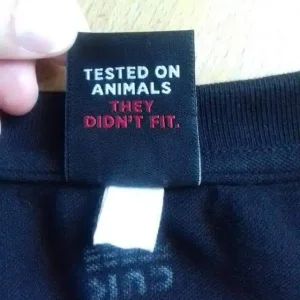 TESTED ON
ANIMALS
THEY
DIDN'T FIT.